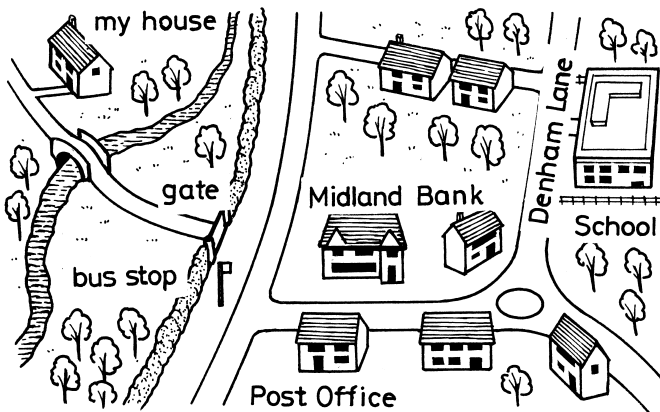 my house
Denham Lane
gate
Midland Bank
School
bus stop
Post Office